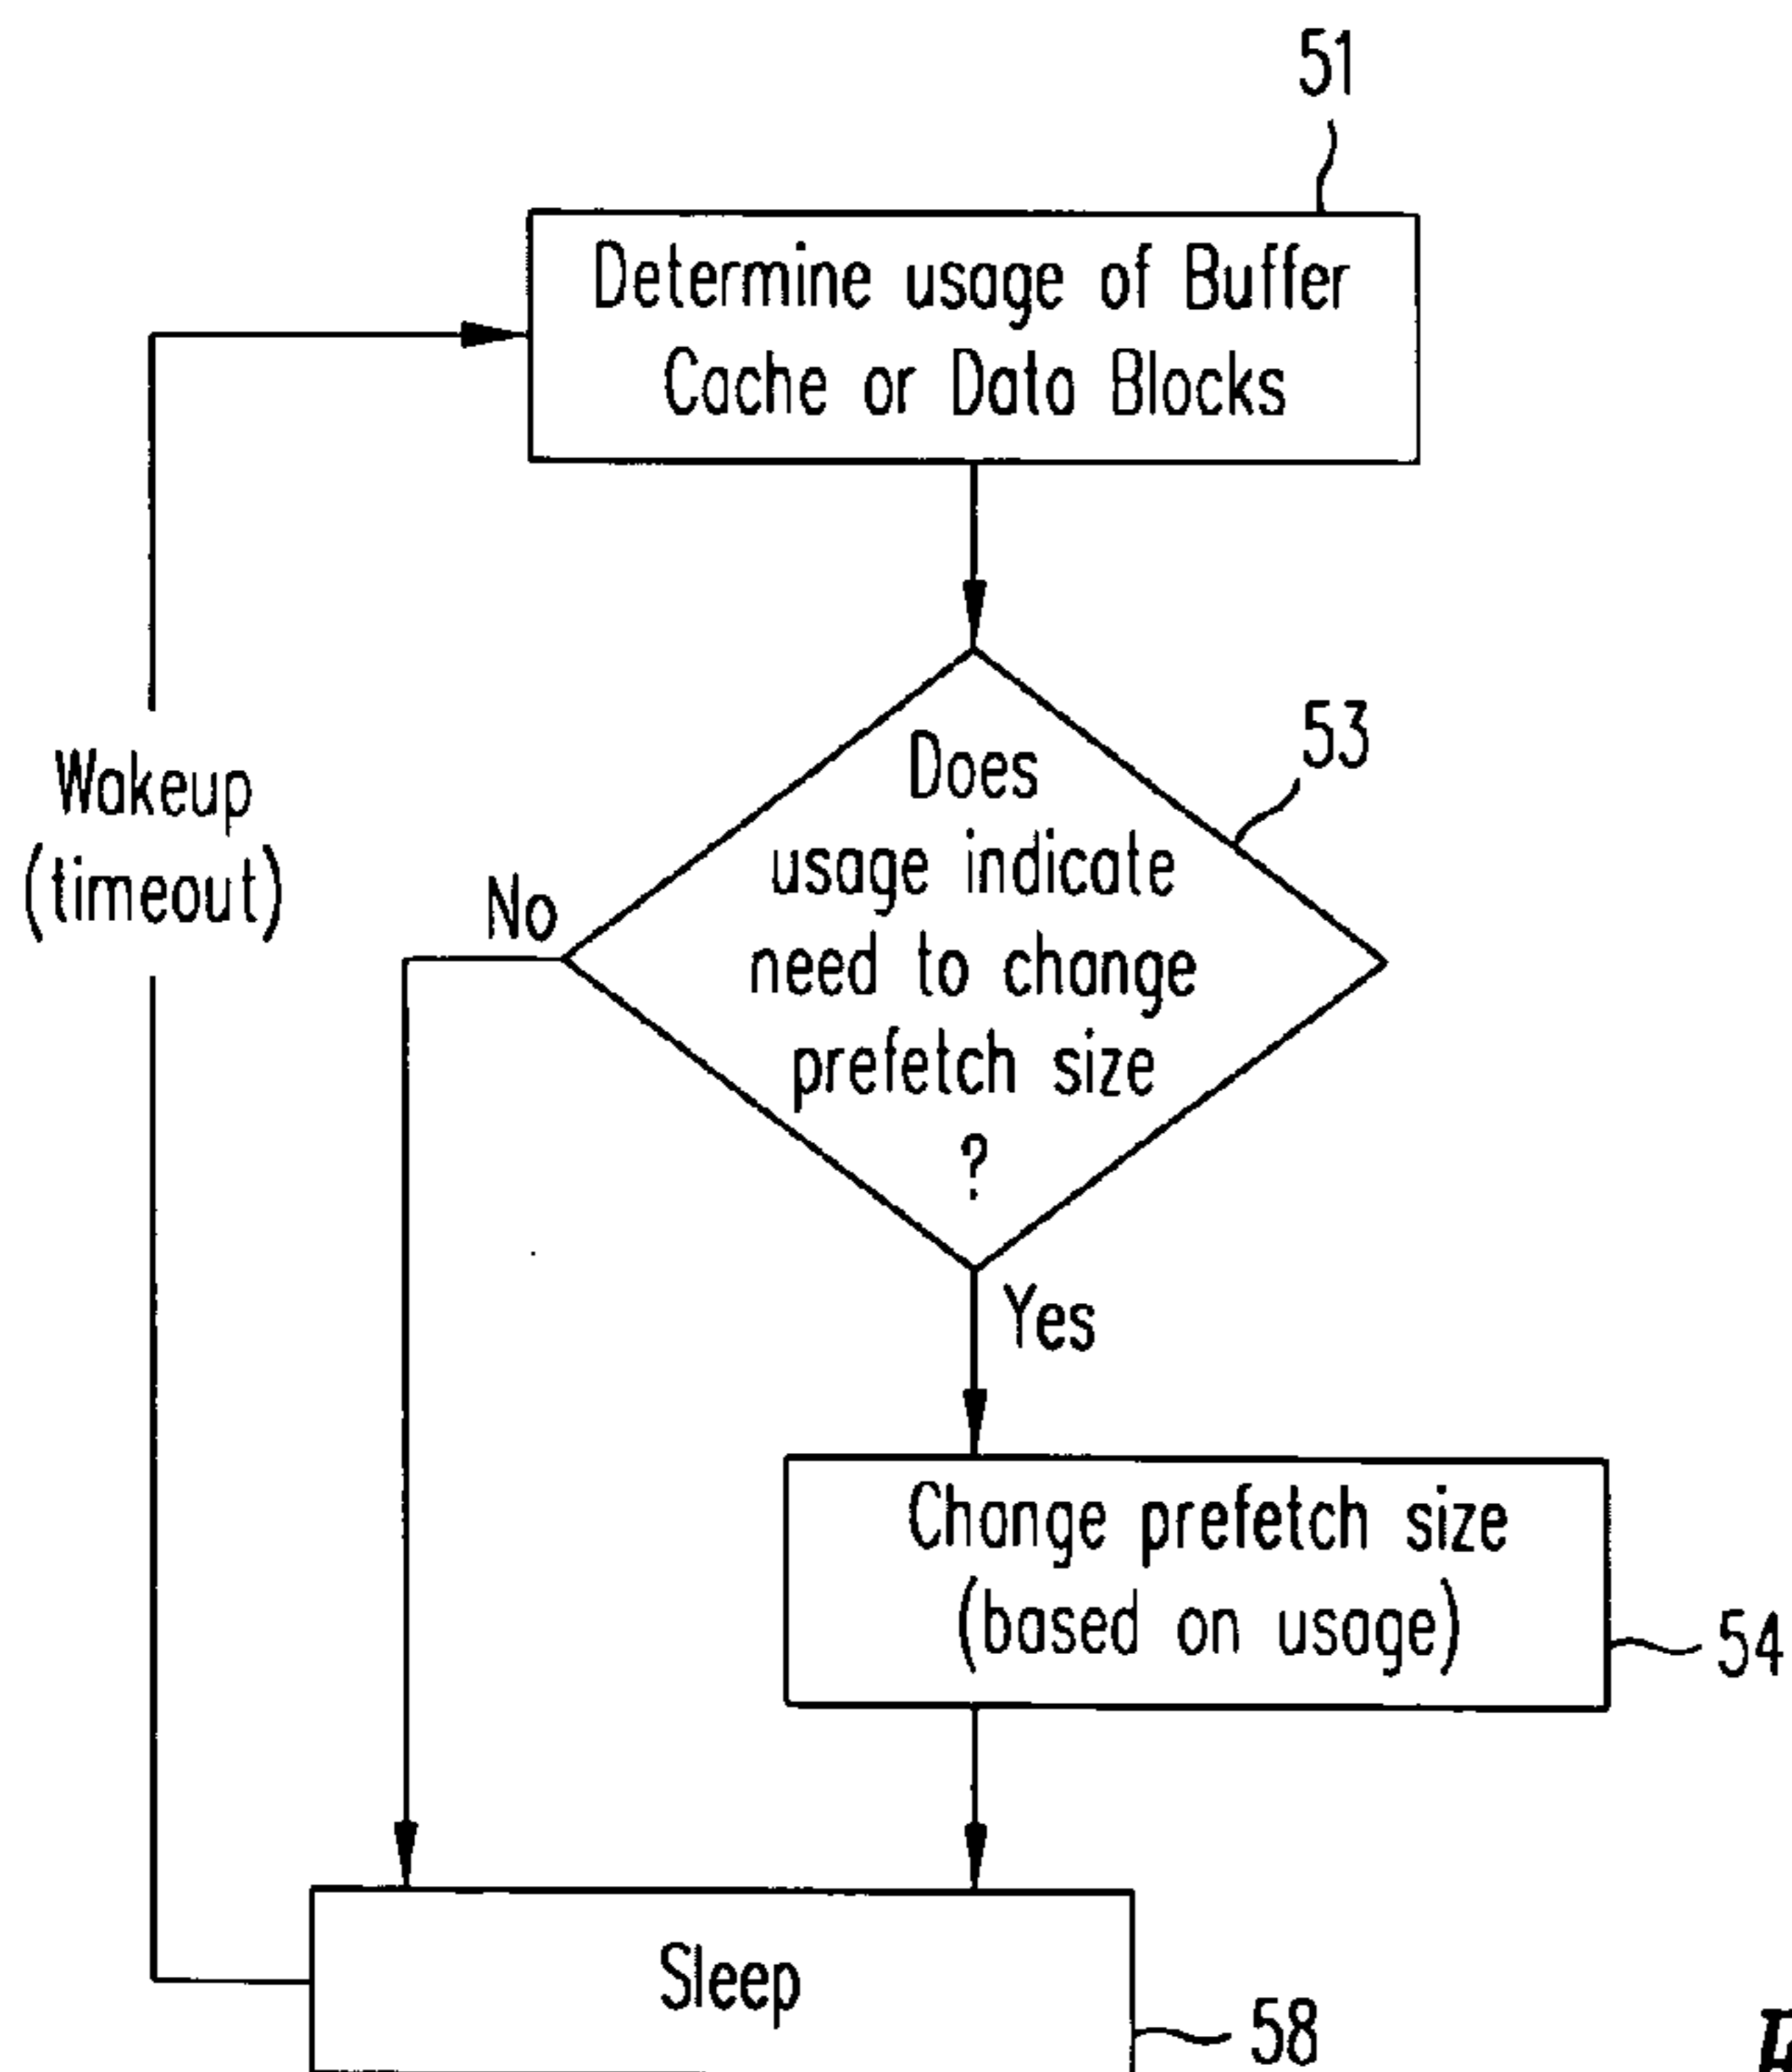 51
Determine usage of Buffer
Cache or Data Blocks
53
Does
usage indicate
need to change
prefetch size
?
Wakeup
(timeout)
No
Yes
Change prefetch size
(based on usage)
54
Sleep
58